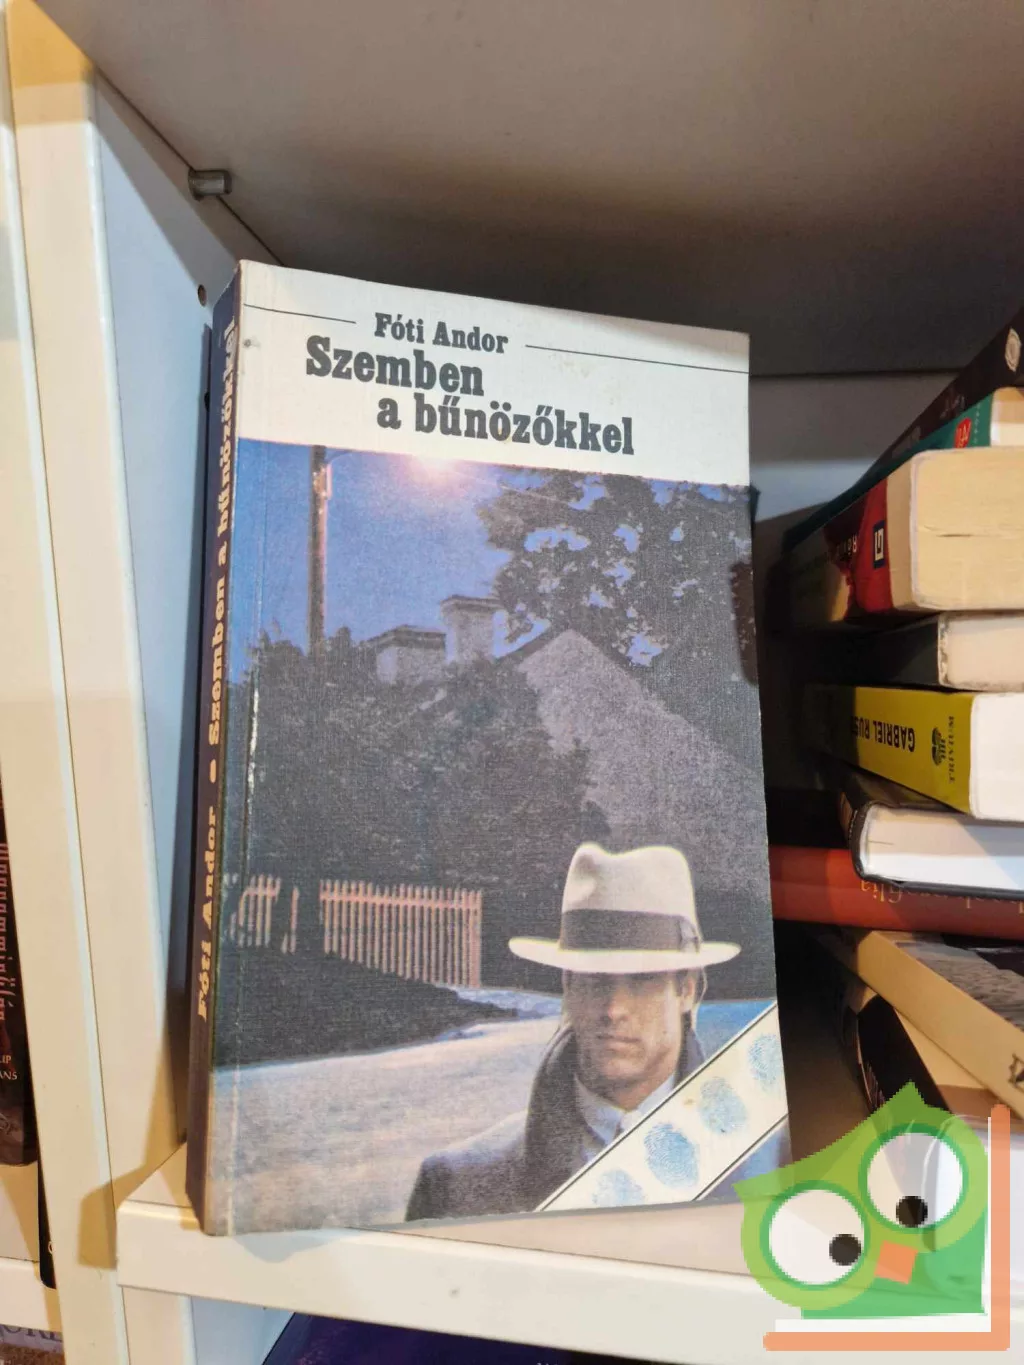 Fóti Andor
Szemben
a bűnözőkkel
Fóti Andor • Szemben a bűnözőkkel
GABRIEL